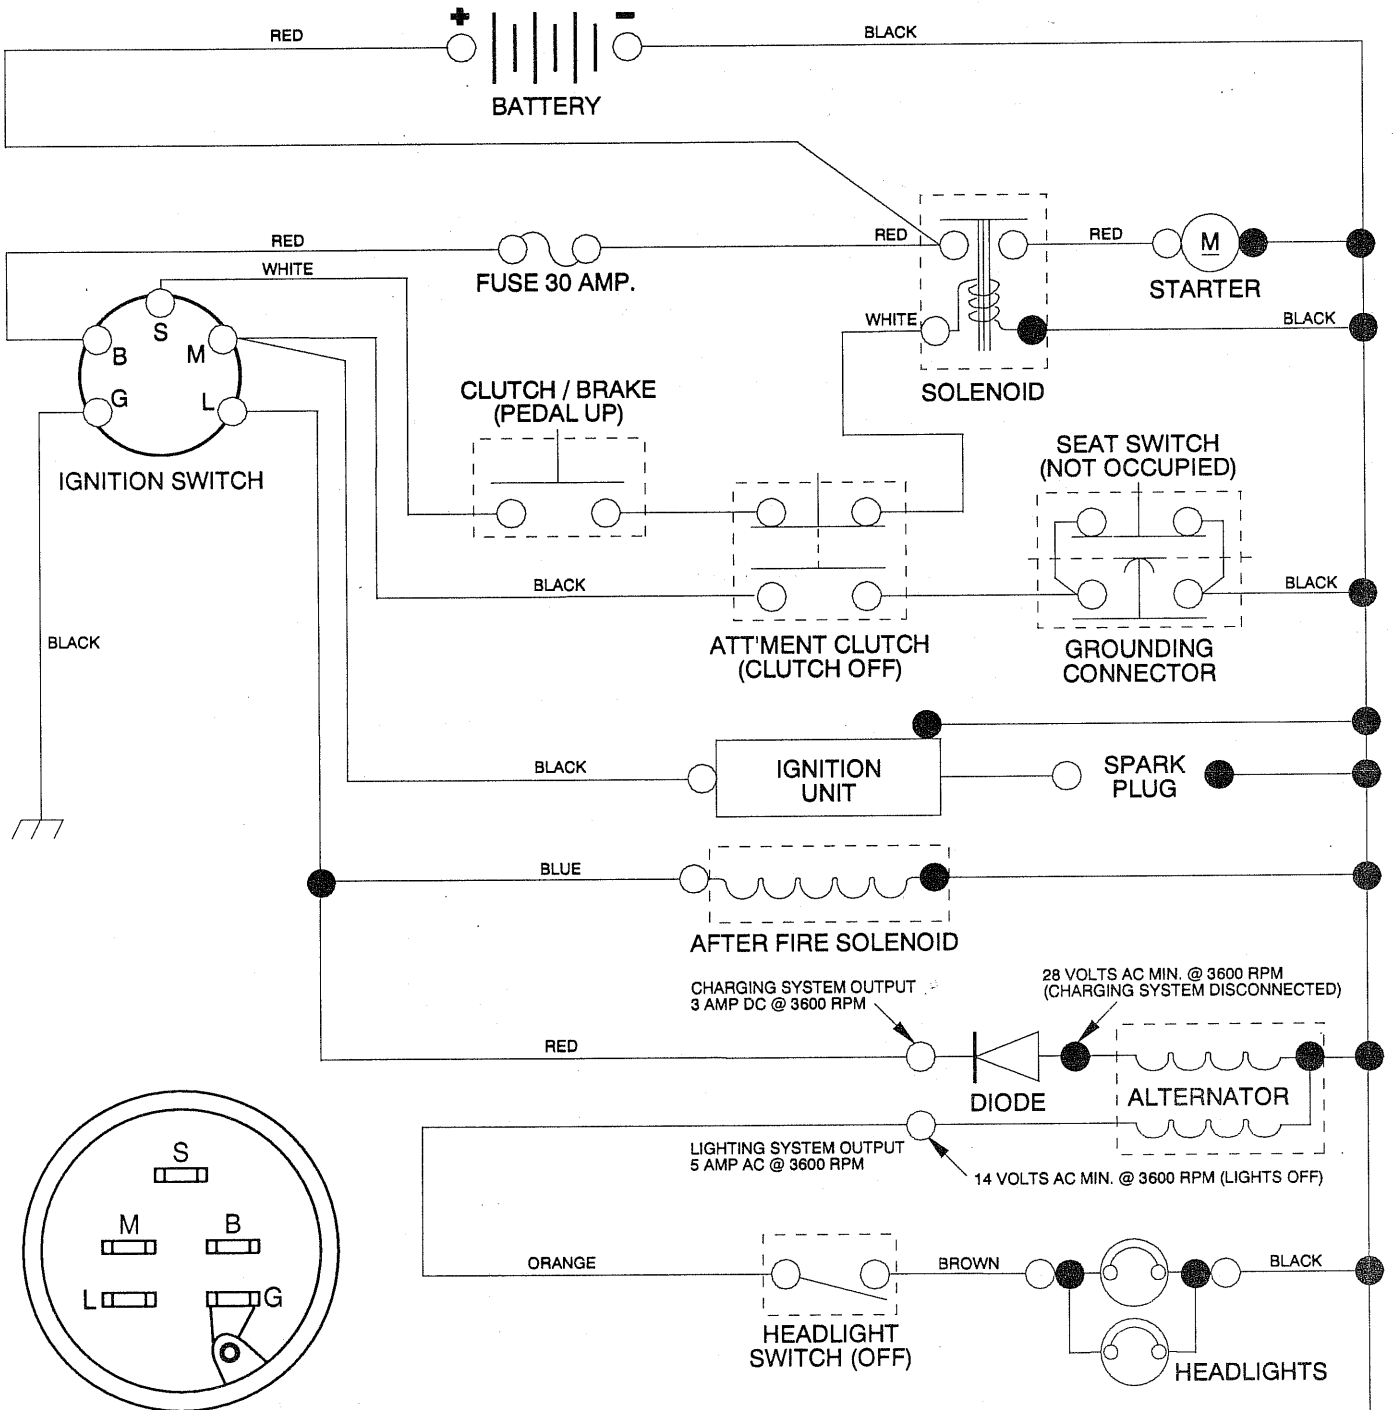 + -
RED
BLACK
BATTERY
RED
WHITE
RED
RED
M
FUSE 30 AMP.
STARTER
S
WHITE
BLACK
B
M
G
L
SOLENOID
CLUTCH / BRAKE
(PEDAL UP)
SEAT SWITCH
(NOT OCCUPIED)
IGNITION SWITCH
BLACK
BLACK
BLACK
ATT'MENT CLUTCH
(CLUTCH OFF)
GROUNDING
CONNECTOR
BLACK
IGNITION
UNIT
SPARK
PLUG
BLUE
AFTER FIRE SOLENOID
CHARGING SYSTEM OUTPUT
3 AMP DC @ 3600 RPM
28 VOLTS AC MIN. @ 3600 RPM
(CHARGING SYSTEM DISCONNECTED)
RED
DIODE
ALTERNATOR
LIGHTING SYSTEM OUTPUT
5 AMP AC @ 3600 RPM
14 VOLTS AC MIN. @ 3600 RPM (LIGHTS OFF)
S
M
B
L
G
ORANGE
BROWN
BLACK
HEADLIGHT
SWITCH (OFF)
HEADLIGHTS